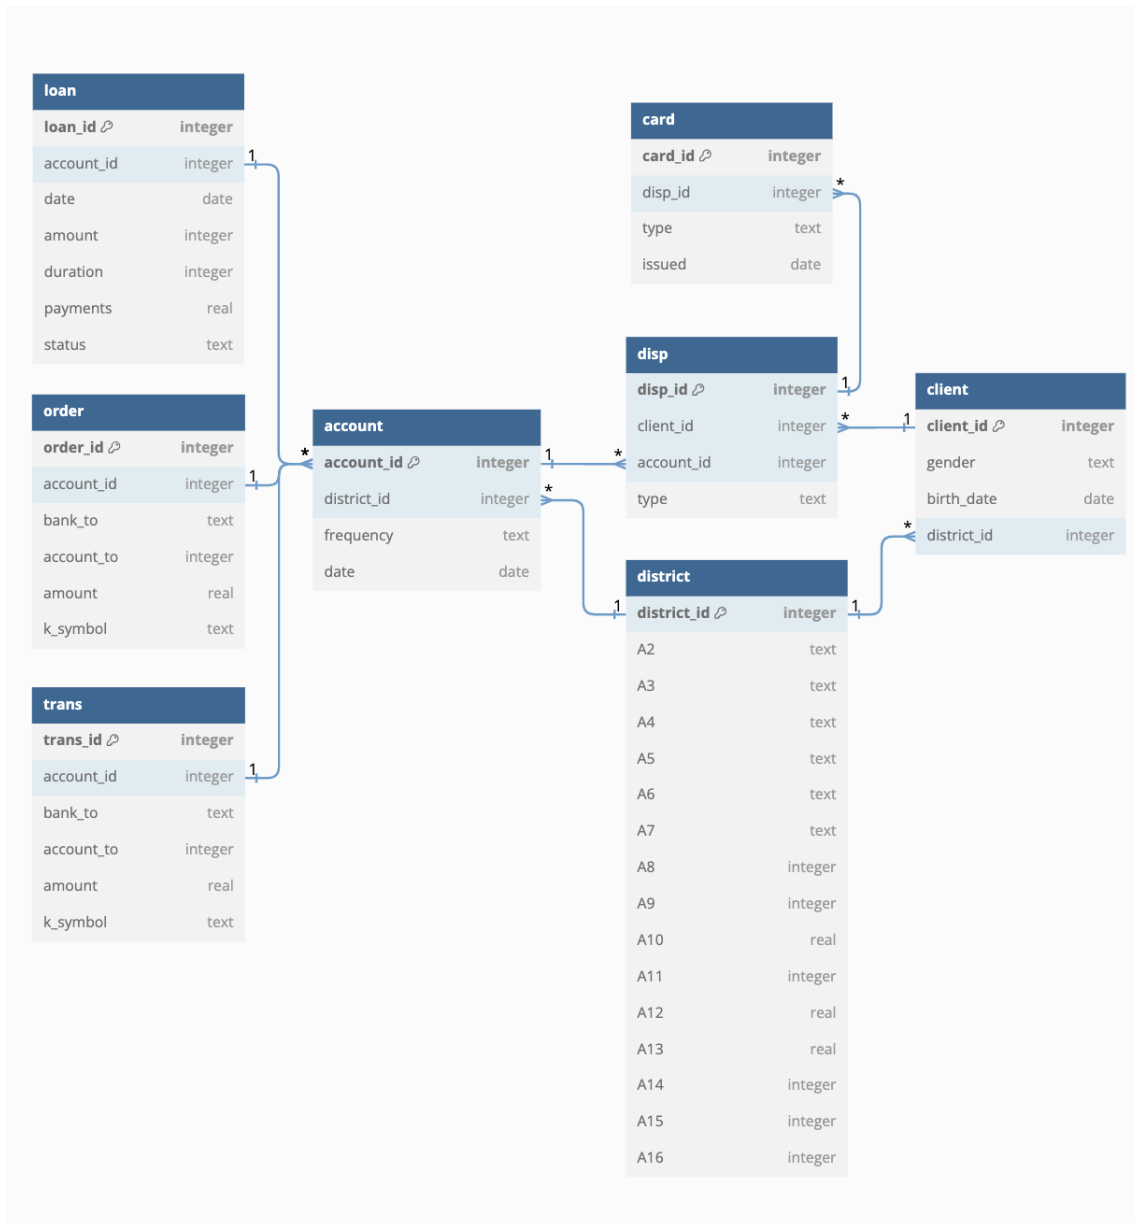 loan
loan_id integer
account_id integer
date date
amount integer
duration integer
payments real
status text
order
order_id integer
account_id integer
bank_to text
account_to integer
amount real
k_symbol text
trans
trans_id integer
account_id integer
bank_to text
account_to integer
amount real
k_symbol text
1
1
1
*
account
account_id integer
district_id integer
frequency text
date date
1
*
*
1
card
card_id integer
disp_id integer
type text
issued date
*
1
disp
disp_id integer
client_id integer
account_id integer
type text
*
1
district
district_id integer
A2 text
A3 text
A4 text
A5 text
A6 text
A7 text
A8 integer
A9 integer
A10 real
A11 integer
A12 real
A13 real
A14 integer
A15 integer
A16 integer
1
*
client
client_id integer
gender text
birth_date date
district_id integer